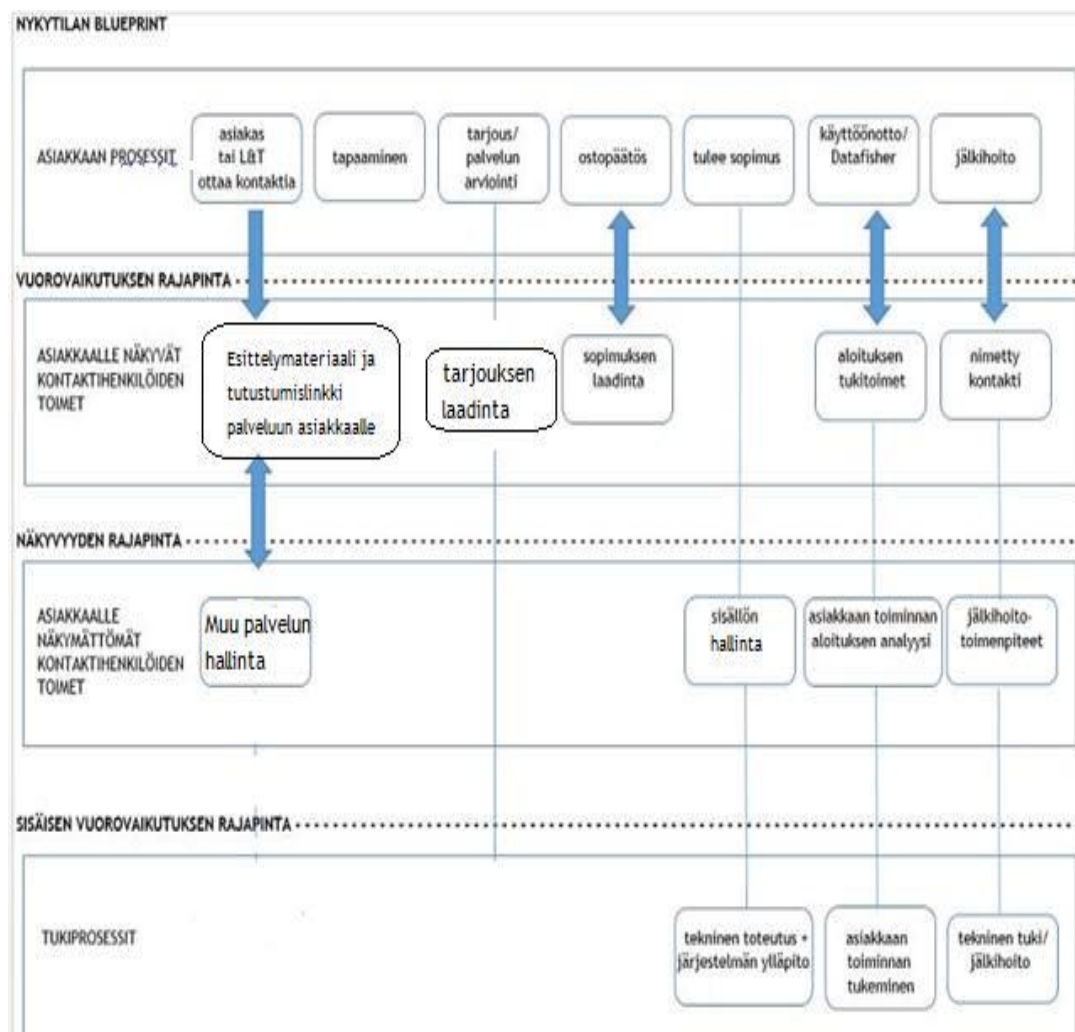 NYKYTILAN BLUEPRINT
ASIAKKAAN PROSESSIT
asiakas
tai L&T
ottaa kontaktia
tapaaminen
tarjous/
palvelun
arviointi
ostopäätös
tulee sopimus
käyttöönotto/
Datafisher
jälkihoito
VUOROVAIKUTUKSEN RAJAPINTA
ASIAKKAALLE NÄKYVÄT
KONTAKTIHENKILÖIDEN
TOIMET
Esittelymateriaali ja
tutustumislinkki
palveluun asiakkaalle
tarjouksen
laadinta
sopimuksen
laadinta
aloituksen
tukitoimet
nimetty
kontakti
NÄKYVYYDEN RAJAPINTA
ASIAKKAALLE
NÄKYMÄTTÖMÄT
KONTAKTIHENKILÖIDEN
TOIMET
Muu palvelun
hallinta
sisällön
hallinta
asiakkaan toiminnan
aloituksen analyysi
jälkihoito-
toimenpiteet
SISÄISEN VUOROVAIKUTUKSEN RAJAPINTA
TUKIPROSESSIT
tekninen toteutus +
järjestelmän ylläpito
asiakkaan
toiminnan
tukeminen
tekninen tuki/
jälkihoito